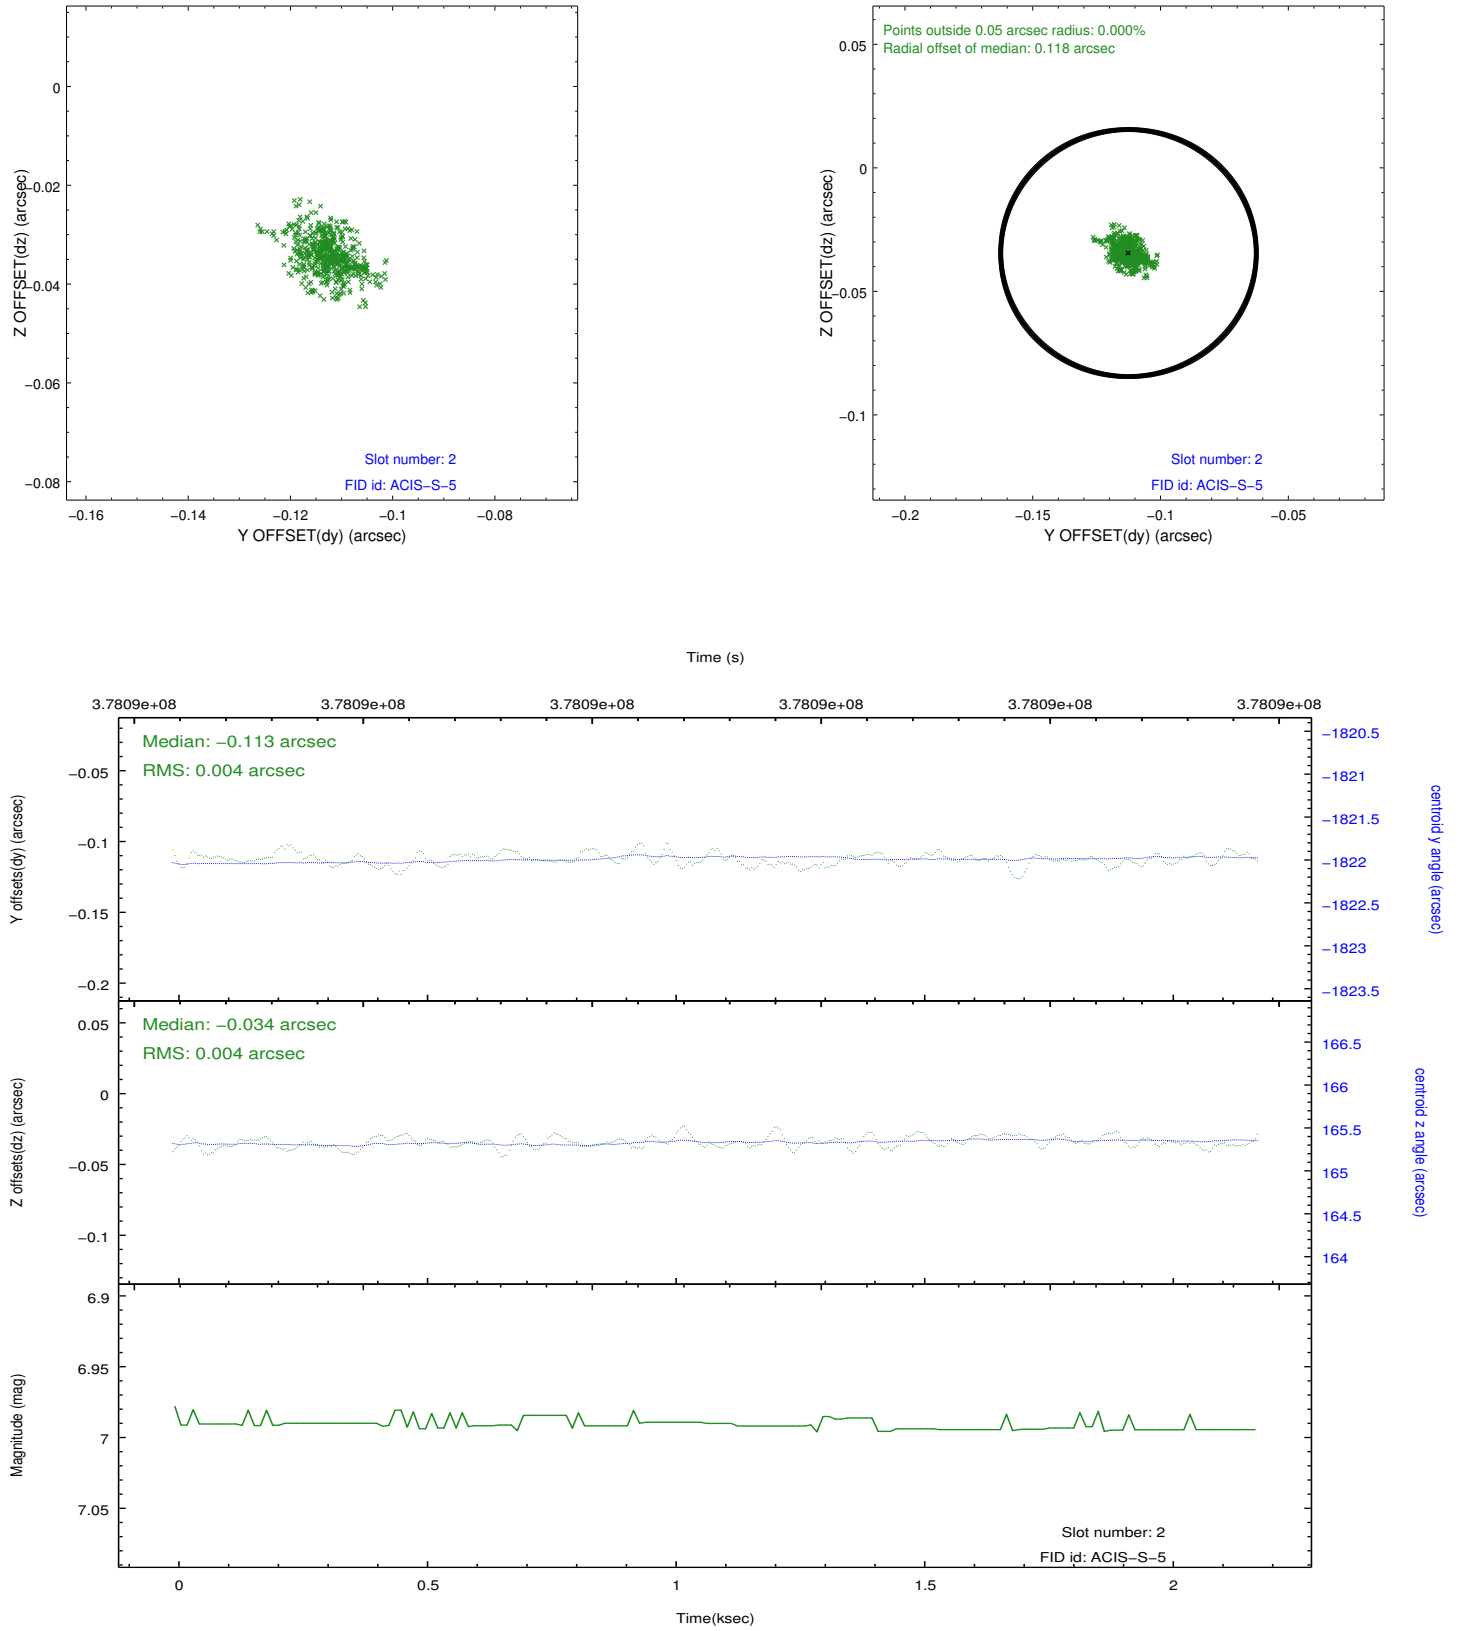 0
−0.02
−0.04
−0.06
−0.08
Z OFFSET(dz) (arcsec)
Slot number: 2
FID id: ACIS−S−5
−0.16
−0.14
−0.12
−0.1
−0.08
Y OFFSET(dy) (arcsec)
Points outside 0.05 arcsec radius: 0.000%
Radial offset of median: 0.118 arcsec
0.05
0
−0.05
−0.1
Z OFFSET(dz) (arcsec)
Slot number: 2
FID id: ACIS−S−5
−0.2
−0.15
−0.1
−0.05
Y OFFSET(dy) (arcsec)
Time (s)
3.7809e+08
3.7809e+08
3.7809e+08
3.7809e+08
3.7809e+08
3.7809e+08
Median: −0.113 arcsec
RMS: 0.004 arcsec
−0.05
−0.1
−0.15
−0.2
Y offsets(dy) (arcsec)
−1820.5
−1821
−1821.5
−1822
−1822.5
−1823
−1823.5
centroid y angle (arcsec)
Median: −0.034 arcsec
RMS: 0.004 arcsec
0.05
0
−0.05
−0.1
Z offsets(dz) (arcsec)
166.5
166
165.5
165
164.5
164
centroid z angle (arcsec)
6.9
6.95
7
7.05
Magnitude (mag)
Slot number: 2
FID id: ACIS−S−5
0
0.5
1
1.5
2
Time(ksec)